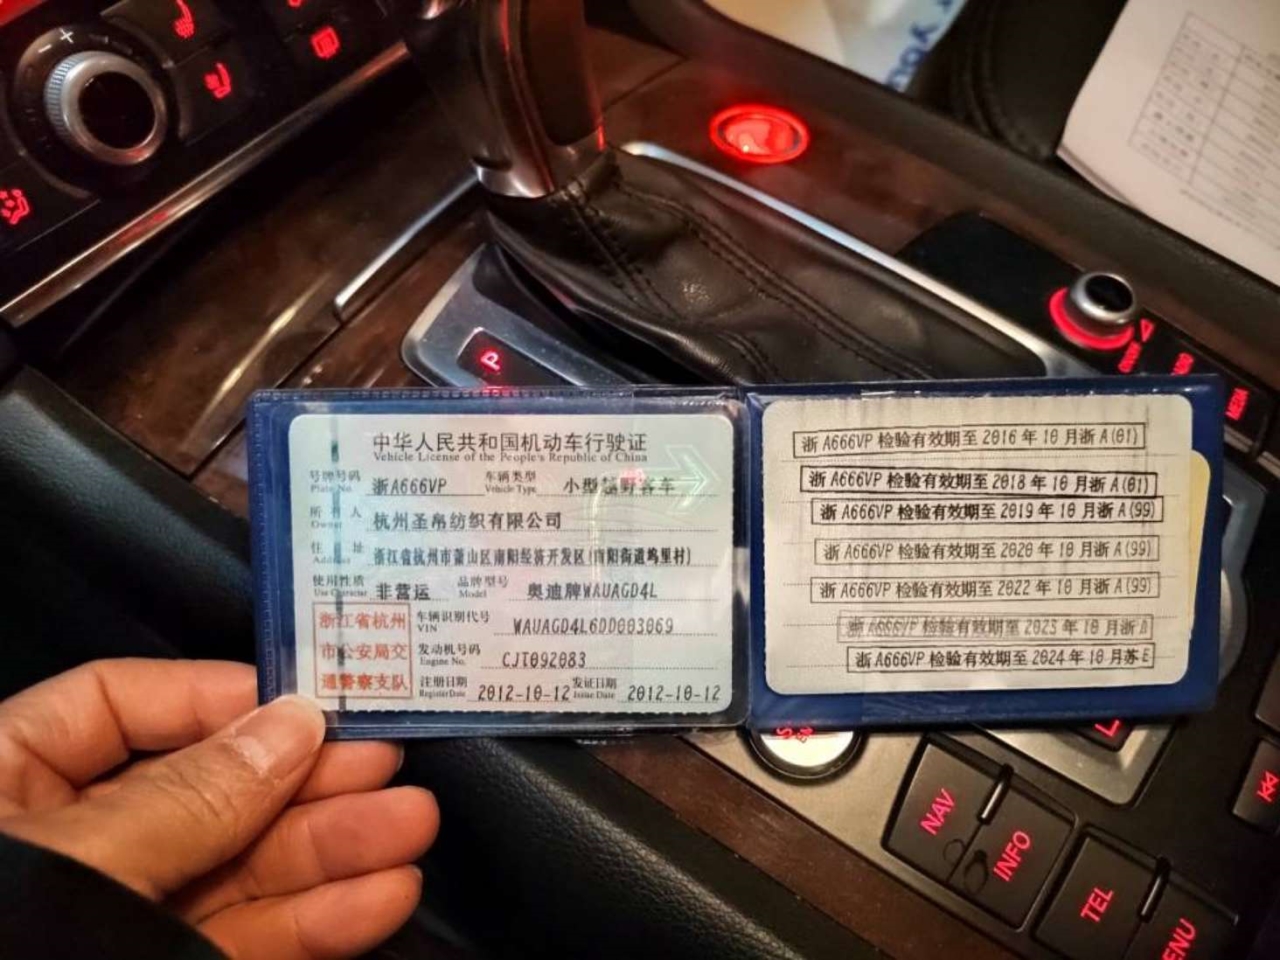 中华人民共和国机动车行驶证
Vehicle License of the People's Republic of China
号牌号码 浙A666VP 车辆类型 小型越野客车
Plate No. Vehicle Type
所有人 杭州圣帛纺织有限公司
Owner
住址 浙江省杭州市萧山区南阳经济开发区(南阳街道坞里村)
Address
使用性质 非营运 品牌型号 奥迪牌WAUAGD4L
Use Character Model
浙江省杭州
市公安局交
通警察支队
车辆识别代号 WAUAGD4L6DD003069
VIN
发动机号码 CJT092083
Engine No.
注册日期 2012-10-12 发证日期 2012-10-12
Register Date Issue Date
浙A666VP 检验有效期至2016年10月浙A(01)
浙A666VP 检验有效期至2018年10月浙A(01)
浙A666VP 检验有效期至2019年10月浙A(99)
浙A666VP 检验有效期至2020年10月浙A(99)
浙A666VP 检验有效期至2022年10月浙A(99)
浙A666VP 检验有效期至2023年10月浙A
浙A666VP 检验有效期至2024年10月苏E
P
NAV
INFO
TEL
MEDIA